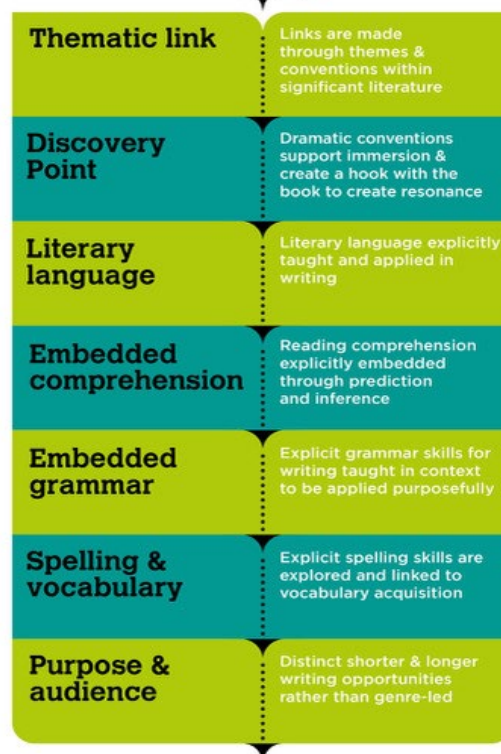 Thematic link
Links are made
through themes &
conventions within
significant literature
Discovery
Point
Dramatic conventions
support immersion &
create a hook with the
book to create resonance
Literary
language
Literary language explicitly
taught and applied in
writing
Embedded
comprehension
Reading comprehension
explicitly embedded
through prediction
and inference
Embedded
grammar
Explicit grammar skills for
writing taught in context
to be applied purposefully
Spelling &
vocabulary
Explicit spelling skills are
explored and linked to
vocabulary acquisition
Purpose &
audience
Distinct shorter & longer
writing opportunities
rather than genre-led